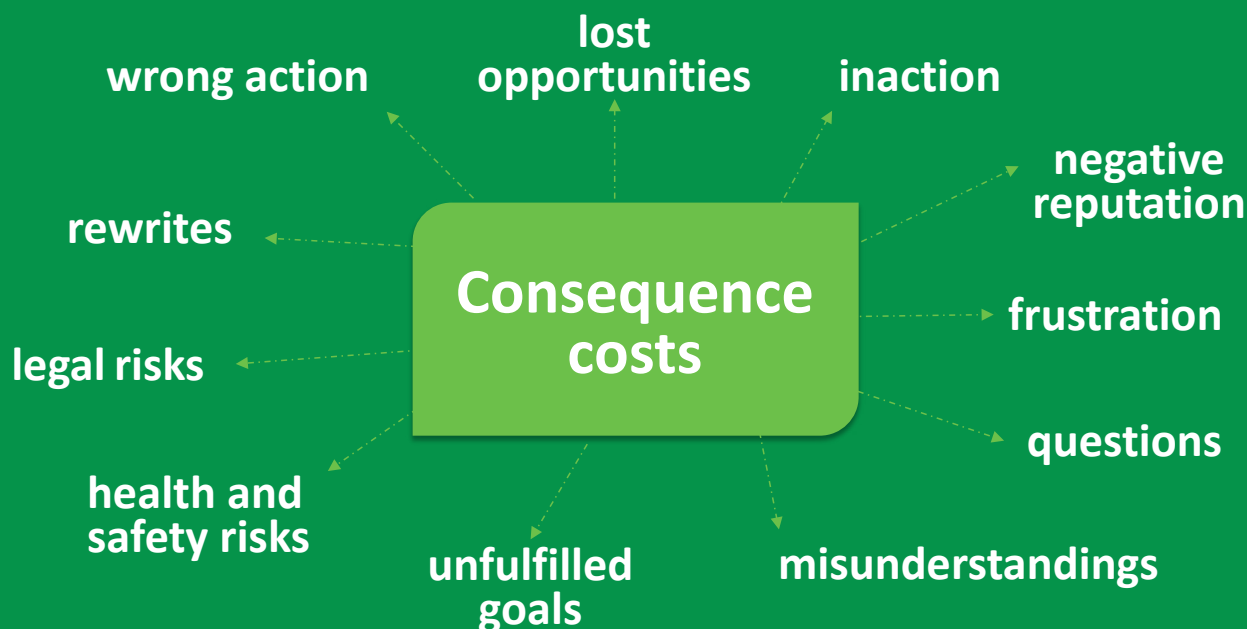 lost
opportunities
wrong action
inaction
negative
reputation
rewrites
Consequence
costs
frustration
legal risks
questions
health and
safety risks
unfulfilled
goals
misunderstandings